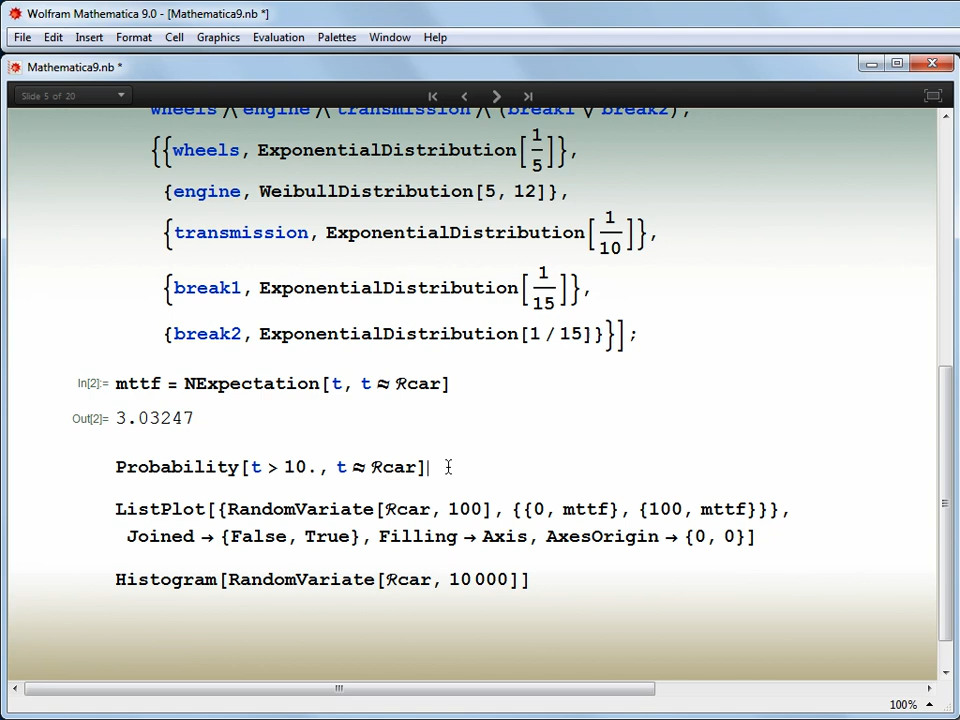 Wolfram Mathematica 9.0 - [Mathematica9.nb *]
File Edit Insert Format Cell Graphics Evaluation Palettes Window Help
Mathematica9.nb *
Slide 5 of 20
wheels ⋀ engine ⋀ transmission ⋀ (break1 ⋁ break2),
{{wheels, ExponentialDistribution[1/5]},
{engine, WeibullDistribution[5, 12]},
{transmission, ExponentialDistribution[1/10]},
{break1, ExponentialDistribution[1/15]},
{break2, ExponentialDistribution[1/15]}}];
In[2]:= mttf = NExpectation[t, t ≈ ℛcar]
Out[2]= 3.03247
Probability[t > 10., t ≈ ℛcar]
ListPlot[{RandomVariate[ℛcar, 100], {{0, mttf}, {100, mttf}}},
Joined → {False, True}, Filling → Axis, AxesOrigin → {0, 0}]
Histogram[RandomVariate[ℛcar, 10 000]]
100%